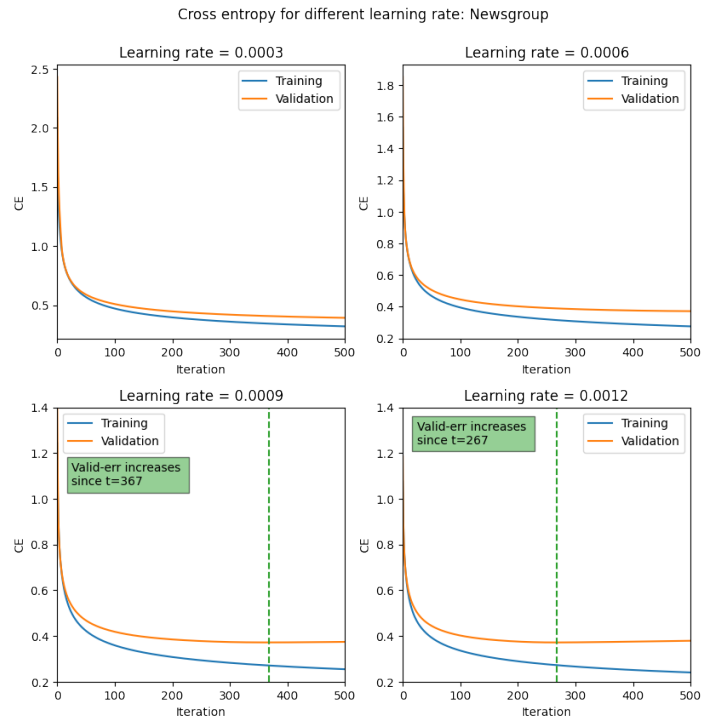 Cross entropy for different learning rate: Newsgroup
Learning rate = 0.0003
CE
2.5
2.0
1.5
1.0
0.5
Training
Validation
0
100
200
300
400
500
Iteration
Learning rate = 0.0006
CE
1.8
1.6
1.4
1.2
1.0
0.8
0.6
0.4
0.2
Training
Validation
0
100
200
300
400
500
Iteration
Learning rate = 0.0009
CE
1.4
1.2
1.0
0.8
0.6
0.4
0.2
Training
Validation
Valid-err increases
since t=367
0
100
200
300
400
500
Iteration
Learning rate = 0.0012
CE
1.4
1.2
1.0
0.8
0.6
0.4
0.2
Valid-err increases
since t=267
Training
Validation
0
100
200
300
400
500
Iteration